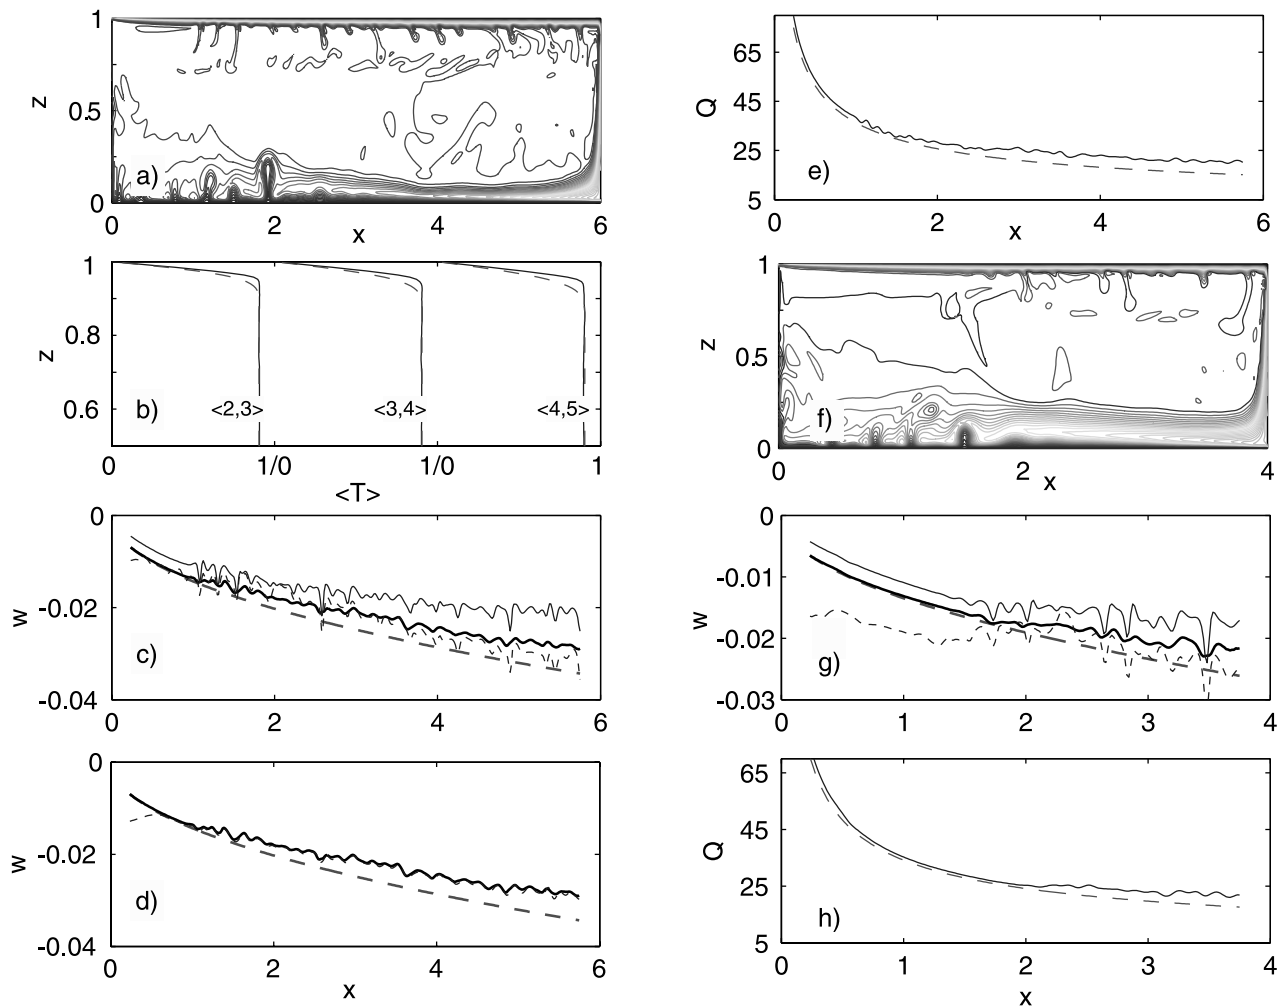 1
z
0.5
a)
0
0 2 4 6
x
1
z
0.8
0.6
b) <2,3> <3,4> <4,5>
0 1/0 1/0 1
<T>
0
w
-0.02
c)
-0.04
0 2 4 6
0
w
-0.02
d)
-0.04
0 2 4 6
x
65
Q
45
25
e)
5
0 2 4 6
x
1
z
0.5
f)
0
0 2 4
x
0
-0.01
w
-0.02
g)
-0.03
0 1 2 3 4
65
Q
45
25
h)
5
0 1 2 3 4
x